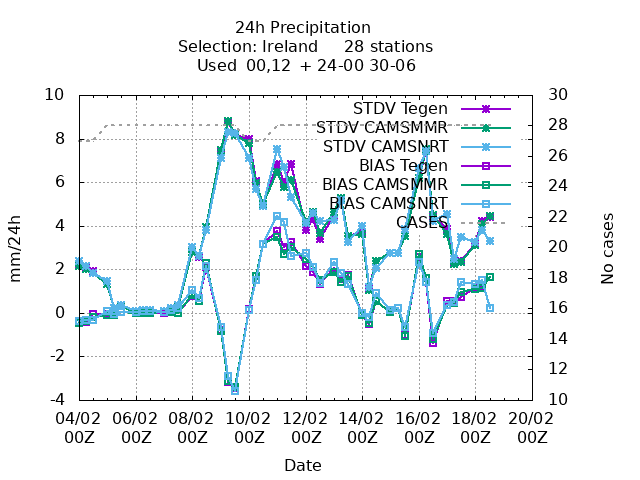 24h Precipitation
Selection: Ireland     28 stations
Used  00,12  + 24-00 30-06
10
8
6
4
2
0
-2
-4
mm/24h
30
28
26
24
22
20
18
16
14
12
10
No cases
STDV Tegen
STDV CAMSMMR
STDV CAMSNRT
BIAS Tegen
BIAS CAMSMMR
BIAS CAMSNRT
CASES
04/02 06/02 08/02 10/02 12/02 14/02 16/02 18/02 20/02
00Z 00Z 00Z 00Z 00Z 00Z 00Z 00Z 00Z
Date